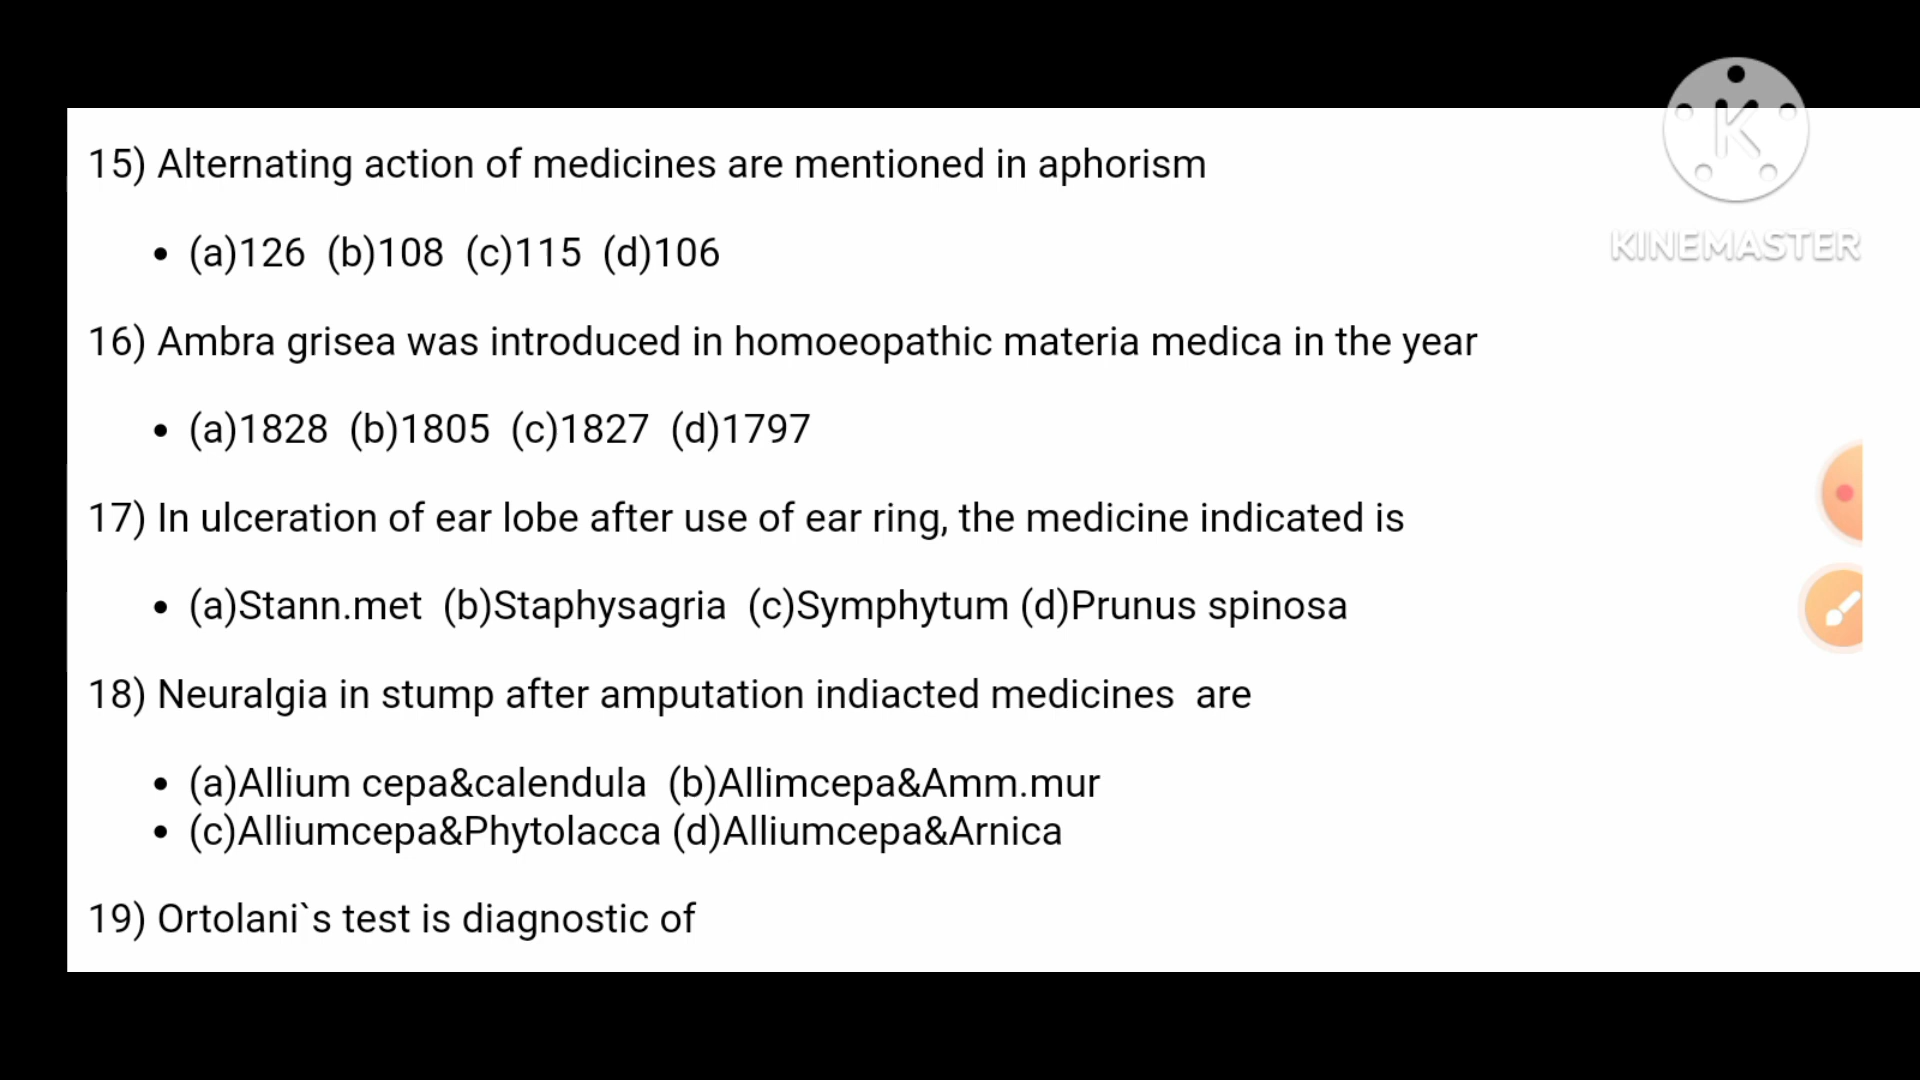 K
KINEMASTER
15) Alternating action of medicines are mentioned in aphorism
• (a)126 (b)108 (c)115 (d)106
16) Ambra grisea was introduced in homoeopathic materia medica in the year
• (a)1828 (b)1805 (c)1827 (d)1797
17) In ulceration of ear lobe after use of ear ring, the medicine indicated is
• (a)Stann.met (b)Staphysagria (c)Symphytum (d)Prunus spinosa
18) Neuralgia in stump after amputation indiacted medicines are
• (a)Allium cepa&calendula (b)Allimcepa&Amm.mur
• (c)Alliumcepa&Phytolacca (d)Alliumcepa&Arnica
19) Ortolani`s test is diagnostic of